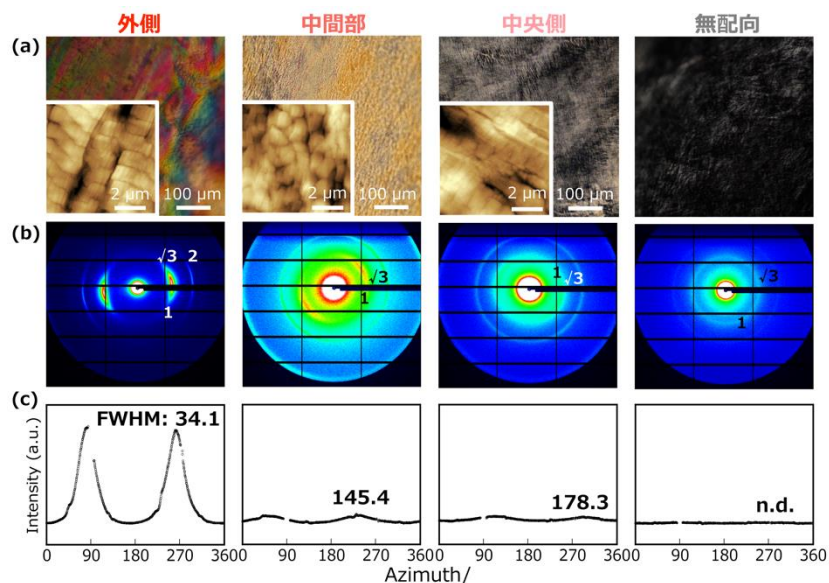 外側 中間部 中央側 無配向
(a)
2 μm 100 μm 2 μm 100 μm 2 μm 100 μm
(b)
√3 2 1
√3 1
1 √3
√3 1
(c)
Intensity (a.u.)
FWHM: 34.1
145.4
178.3
n.d.
0 90 180 270 360 90 180 270 360 90 180 270 360 90 180 270 360
Azimuth/